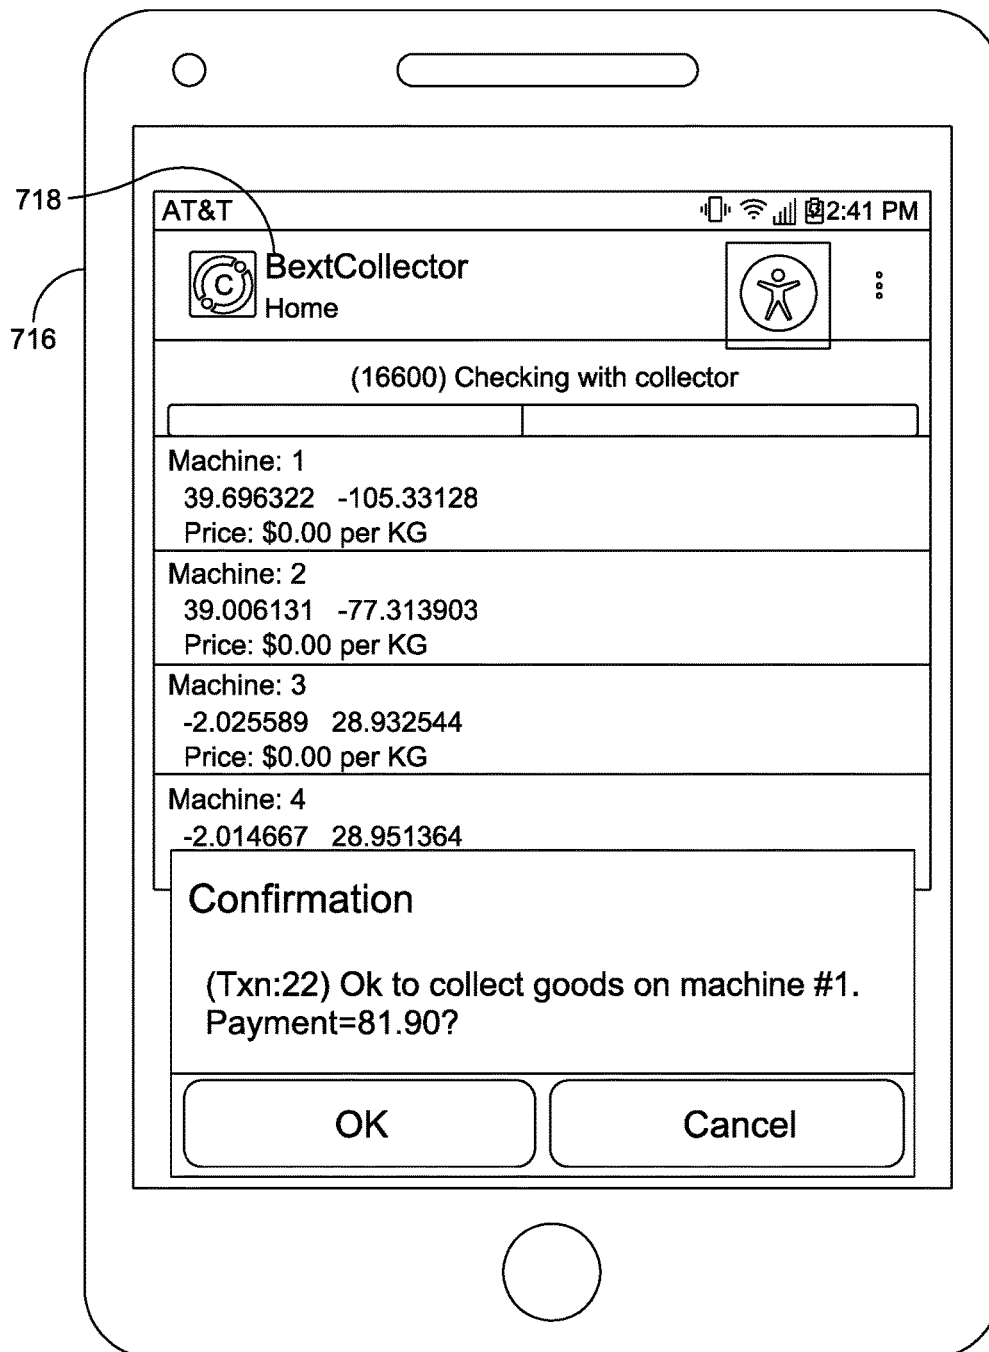 718
716
AT&T 2:41 PM
C
BextCollector
Home
(16600) Checking with collector
Machine: 1
39.696322 -105.33128
Price: $0.00 per KG
Machine: 2
39.006131 -77.313903
Price: $0.00 per KG
Machine: 3
-2.025589 28.932544
Price: $0.00 per KG
Machine: 4
-2.014667 28.951364
Confirmation
(Txn:22) Ok to collect goods on machine #1.
Payment=81.90?
OK Cancel